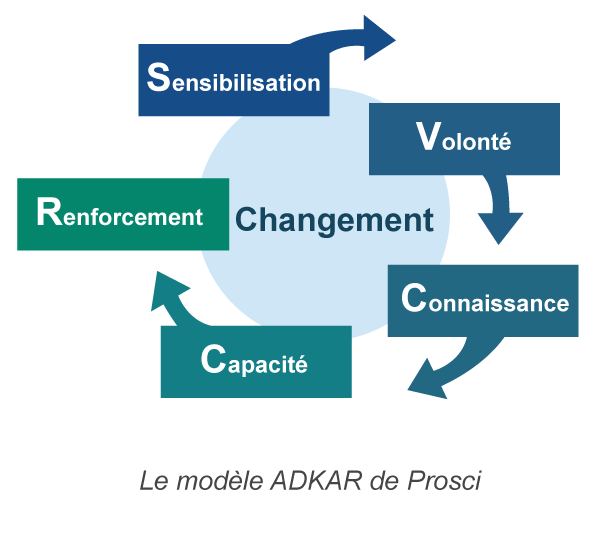 Sensibilisation
Volonté
Renforcement
Changement
Connaissance
Capacité
Le modèle ADKAR de Prosci